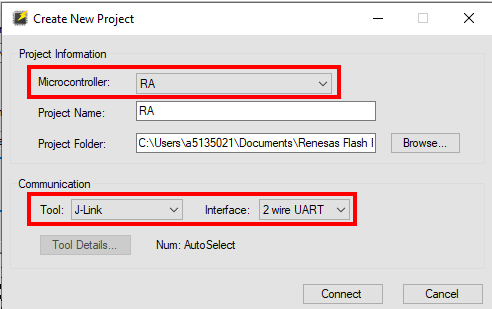 Create New Project
Project Information
Microcontroller: RA
Project Name: RA
Project Folder: C:\Users\a5135021\Documents\Renesas Flash Browse...
Communication
Tool: J-Link Interface: 2 wire UART
Tool Details... Num: AutoSelect
Connect Cancel